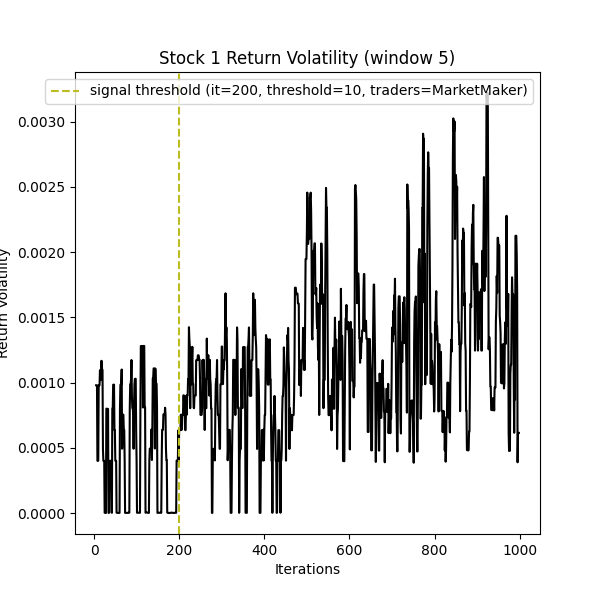 Stock 1 Return Volatility (window 5)
signal threshold (it=200, threshold=10, traders=MarketMaker)
0.0030
0.0025
0.0020
0.0015
0.0010
0.0005
0.0000
Return Volatility
0 200 400 600 800 1000
Iterations